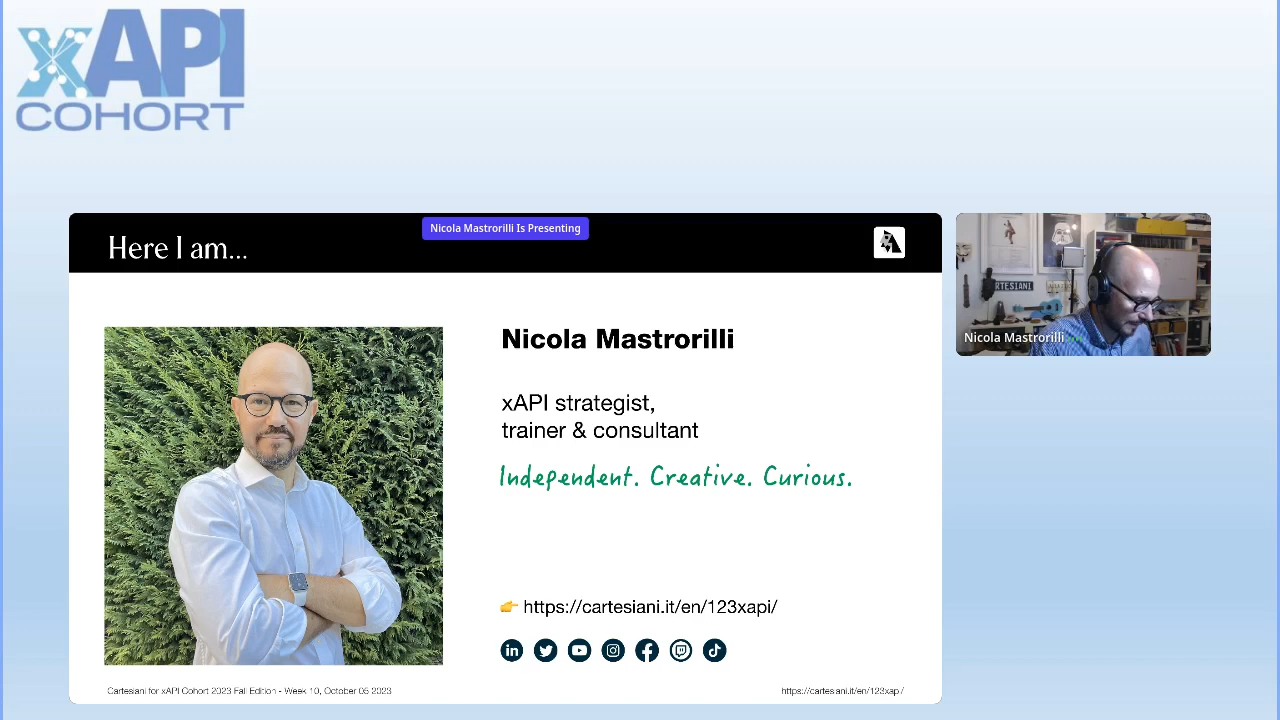 xAPI
COHORT
Nicola Mastrorilli Is Presenting
Here I am...
Nicola Mastrorilli
xAPI strategist,
trainer & consultant
Independent. Creative. Curious.
👉 https://cartesiani.it/en/123xapi/
Cartesiani for xAPI Cohort 2023 Fall Edition - Week 10, October 05 2023
https://cartesiani.it/en/123xapi/
RTESIANI
Nicola Mastrorilli